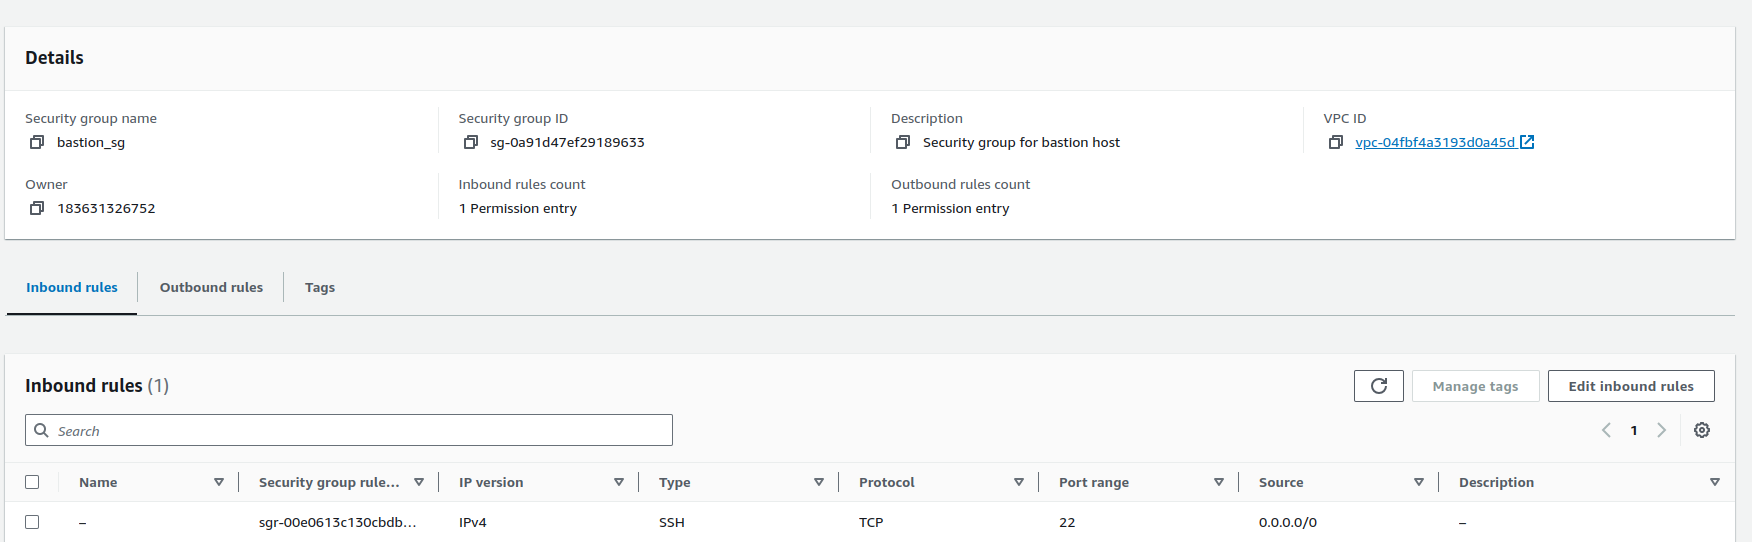 Details
Security group name
bastion_sg
Security group ID
sg-0a91d47ef29189633
Description
Security group for bastion host
VPC ID
vpc-04fbf4a3193d0a45d
Owner
183631326752
Inbound rules count
1 Permission entry
Outbound rules count
1 Permission entry
Inbound rules
Outbound rules
Tags
Inbound rules (1)
Manage tags
Edit inbound rules
Search
1
Name
Security group rule...
IP version
Type
Protocol
Port range
Source
Description
–
sgr-00e0613c130cbdb...
IPv4
SSH
TCP
22
0.0.0.0/0
–